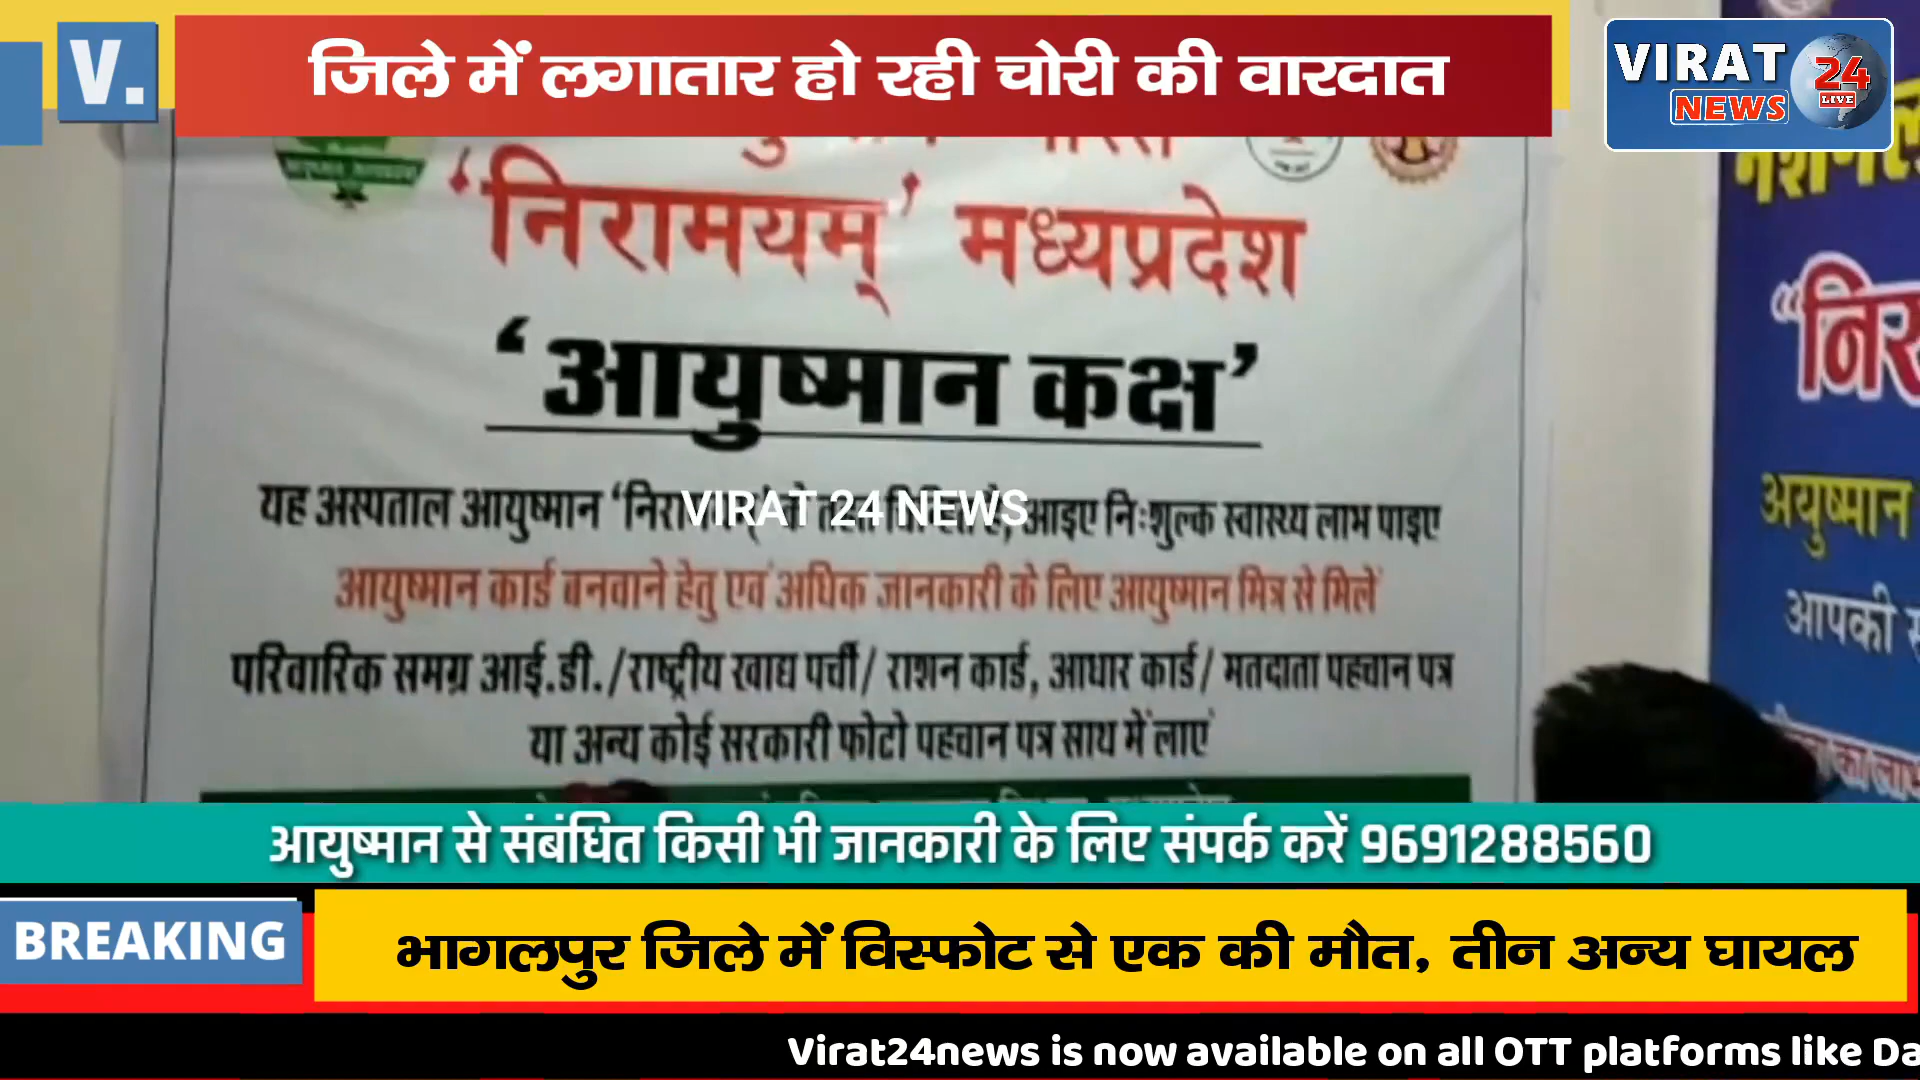 V.
जिले में लगातार हो रही चोरी की वारदात
VIRAT
24
LIVE
NEWS
'निरामयम्' मध्यप्रदेश
'आयुष्मान कक्ष'
यह अस्पताल आयुष्मान आइए निःशुल्क स्वास्थ्य लाभ पाइए
VIRAT 24 NEWS
आयुष्मान कार्ड बनवाने हेतु एवं अधिक जानकारी के लिए आयुष्मान मित्र से मिलें
परिवारिक समग्र आई.डी./राष्ट्रीय खाद्य पर्ची/ राशन कार्ड, आधार कार्ड/ मतदाता पहचान पत्र
या अन्य कोई सरकारी फोटो पहचान पत्र साथ में लाएं
अयुष्मान
आपकी
आयुष्मान से संबंधित किसी भी जानकारी के लिए संपर्क करें 9691288560
BREAKING
भागलपुर जिले में विस्फोट से एक की मौत, तीन अन्य घायल
Virat24news is now available on all OTT platforms like Da